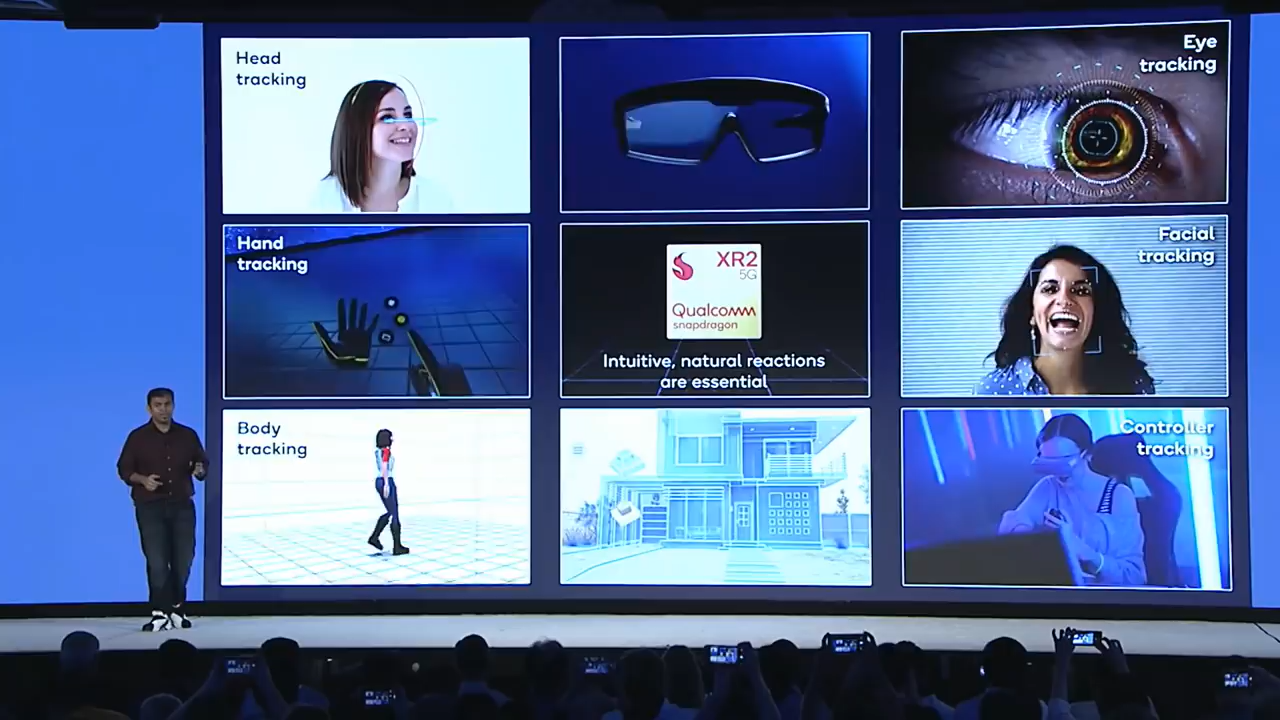 Head
tracking
Eye
tracking
Hand
tracking
XR2
5G
Qualcomm
snapdragon
Intuitive, natural reactions
are essential
Facial
tracking
Body
tracking
Controller
tracking